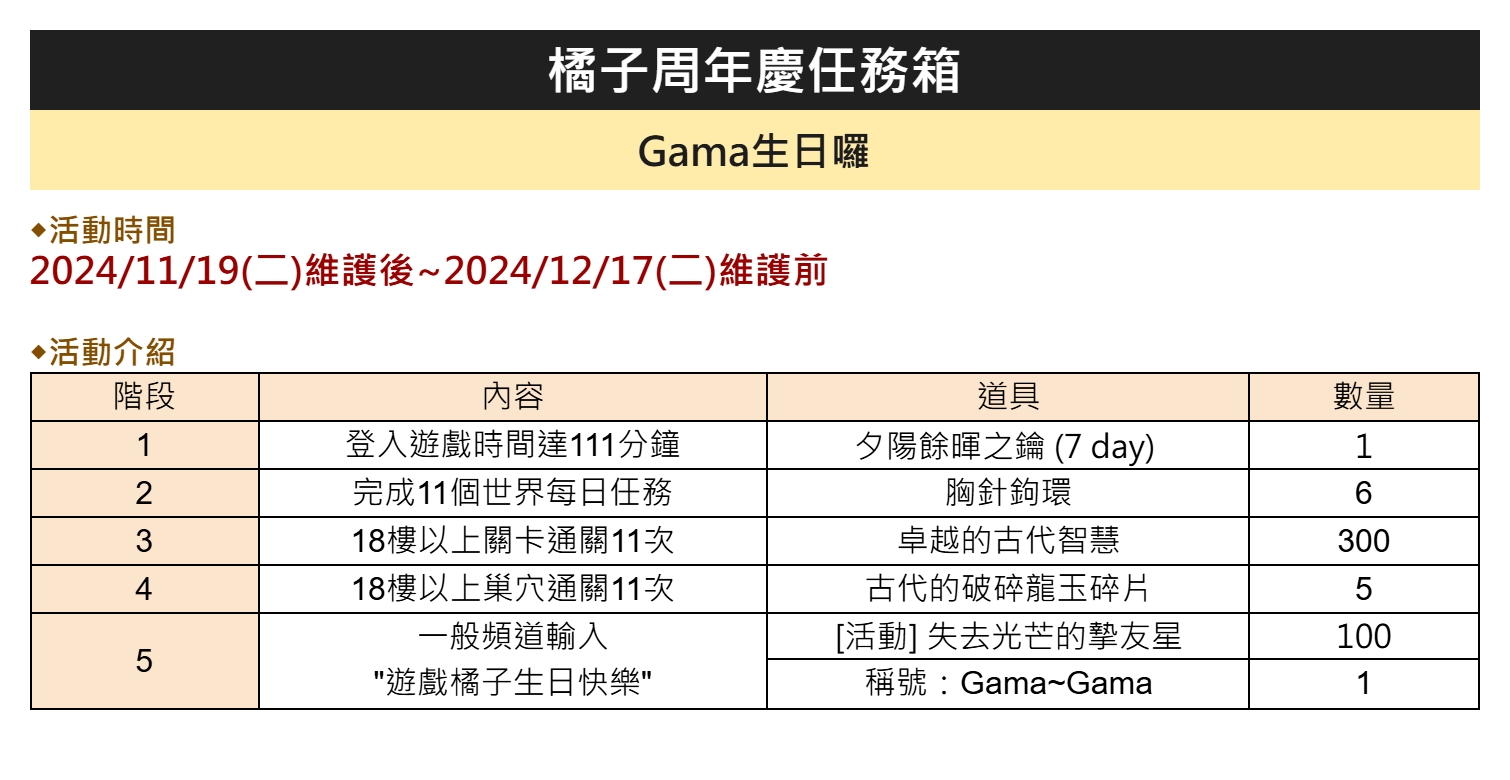 橘子周年慶任務箱
Gama生日囉
◆活動時間
2024/11/19(二)維護後~2024/12/17(二)維護前
◆活動介紹
階段 內容 道具 數量
1 登入遊戲時間達111分鐘 夕陽餘暉之鑰 (7 day) 1
2 完成11個世界每日任務 胸針鉤環 6
3 18樓以上關卡通關11次 卓越的古代智慧 300
4 18樓以上巢穴通關11次 古代的破碎龍玉碎片 5
5 一般頻道輸入 [活動] 失去光芒的摯友星 100
"遊戲橘子生日快樂" 稱號：Gama~Gama 1